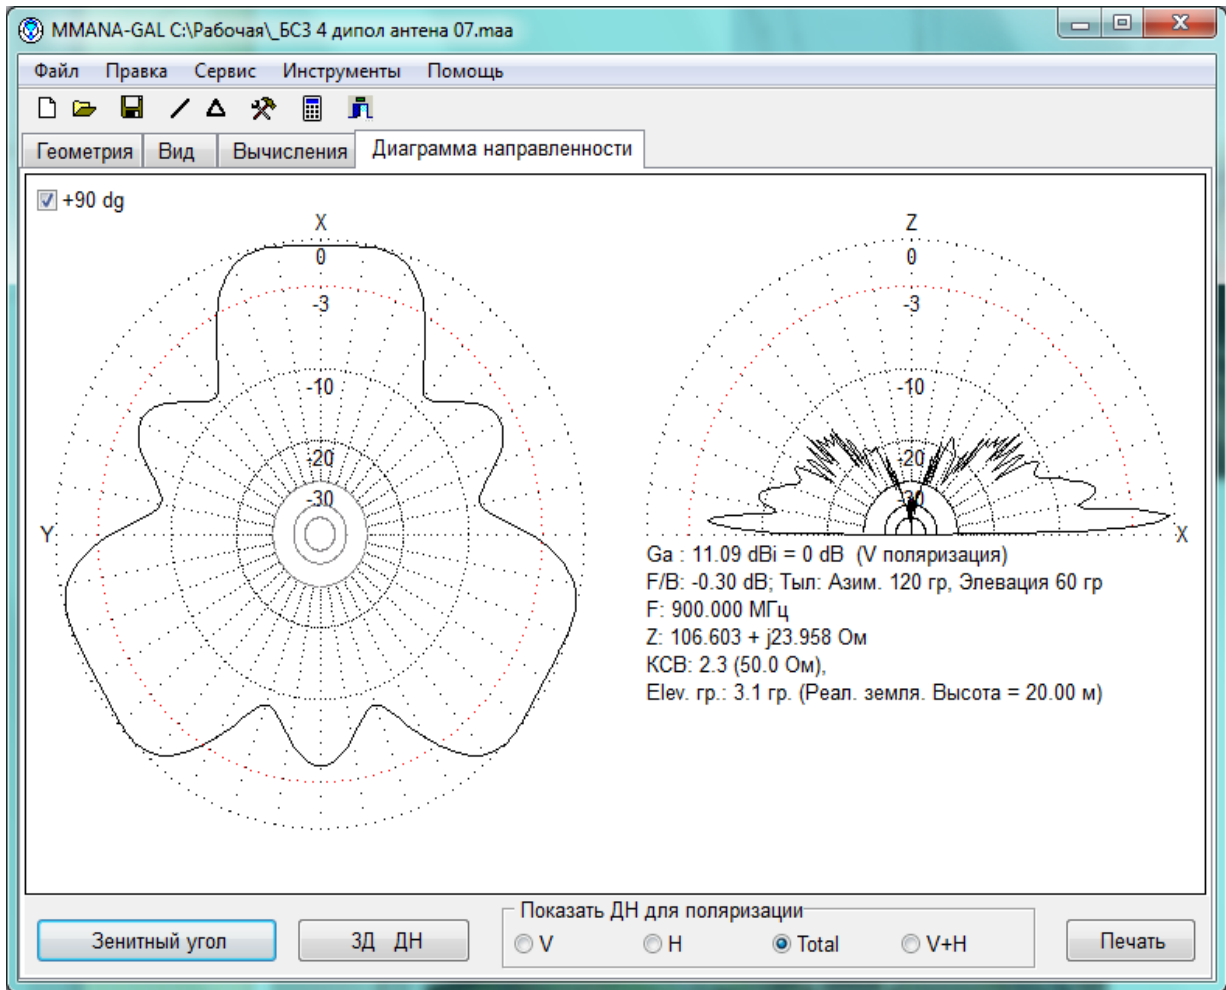 MMANA-GAL C:\Рабочая\_БСЗ 4 дипол антена 07.maa
Файл Правка Сервис Инструменты Помощь
Геометрия Вид Вычисления Диаграмма направленности
+90 dg
X
0
-3
-10
-20
-30
Y
Z
0
-3
-10
-20
-30
X
Ga : 11.09 dBi = 0 dB (V поляризация)
F/B: -0.30 dB; Тыл: Азим. 120 гр, Элевация 60 гр
F: 900.000 МГц
Z: 106.603 + j23.958 Ом
КСВ: 2.3 (50.0 Ом),
Elev. гр.: 3.1 гр. (Реал. земля. Высота = 20.00 м)
Показать ДН для поляризации
Зенитный угол 3Д ДН V H Total V+H Печать